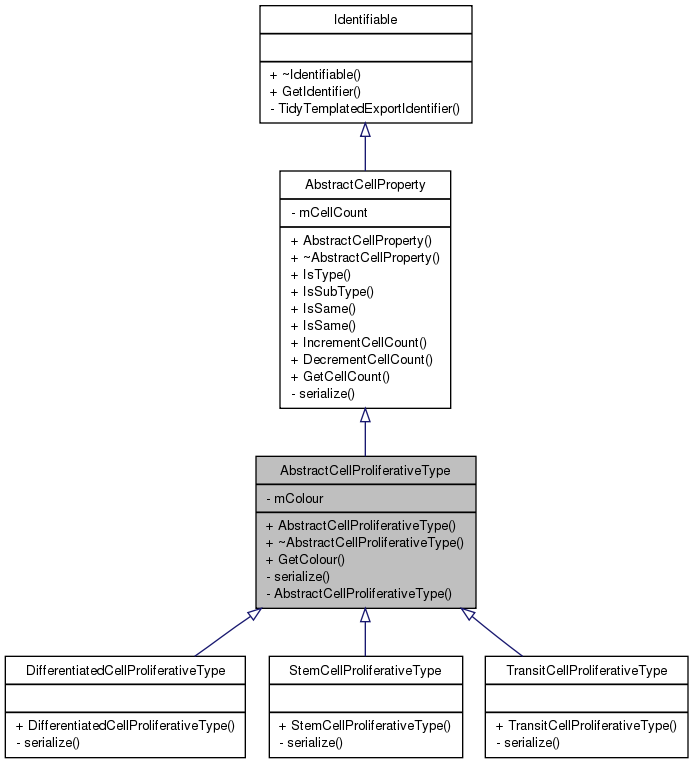 Identifiable
+ ~Identifiable()
+ GetIdentifier()
- TidyTemplatedExportIdentifier()
AbstractCellProperty
- mCellCount
+ AbstractCellProperty()
+ ~AbstractCellProperty()
+ IsType()
+ IsSubType()
+ IsSame()
+ IsSame()
+ IncrementCellCount()
+ DecrementCellCount()
+ GetCellCount()
- serialize()
AbstractCellProliferativeType
- mColour
+ AbstractCellProliferativeType()
+ ~AbstractCellProliferativeType()
+ GetColour()
- serialize()
- AbstractCellProliferativeType()
DifferentiatedCellProliferativeType
+ DifferentiatedCellProliferativeType()
- serialize()
StemCellProliferativeType
+ StemCellProliferativeType()
- serialize()
TransitCellProliferativeType
+ TransitCellProliferativeType()
- serialize()